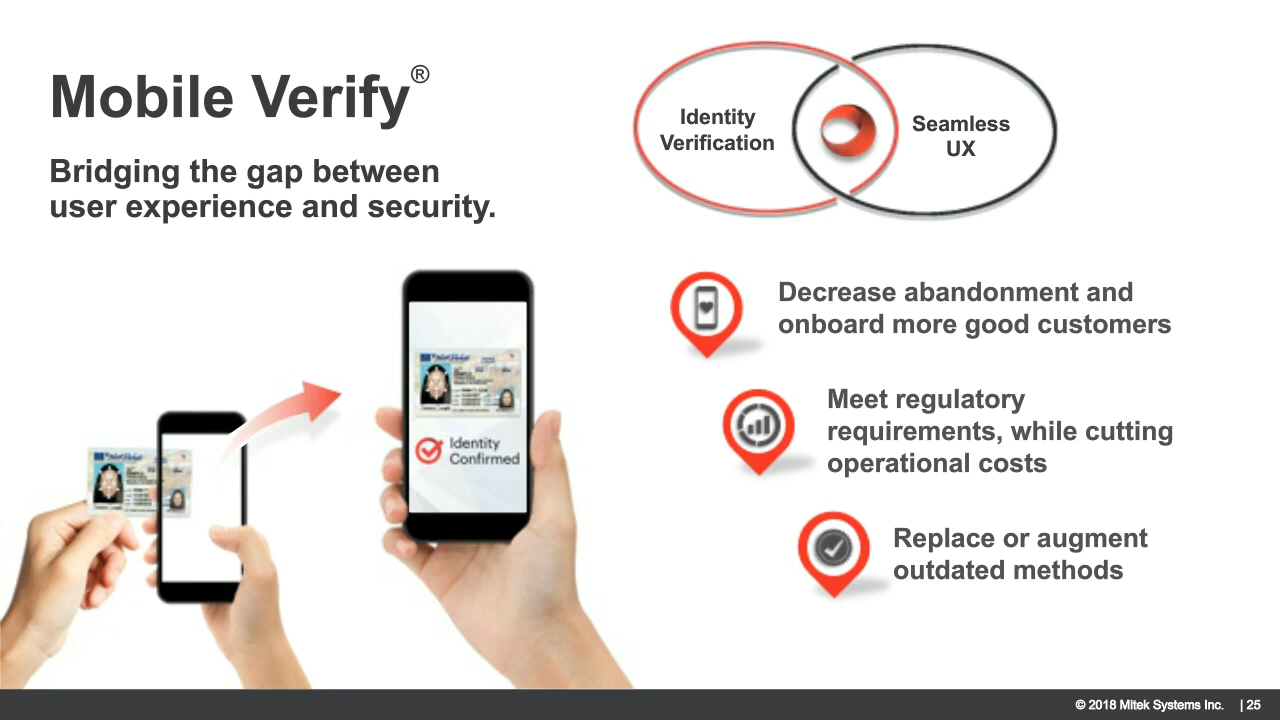 Mobile Verify®
Bridging the gap between
user experience and security.
Identity
Verification
Seamless
UX
Decrease abandonment and
onboard more good customers
Meet regulatory
requirements, while cutting
operational costs
Replace or augment
outdated methods
Identity
Confirmed
© 2018 Mitek Systems Inc. | 25